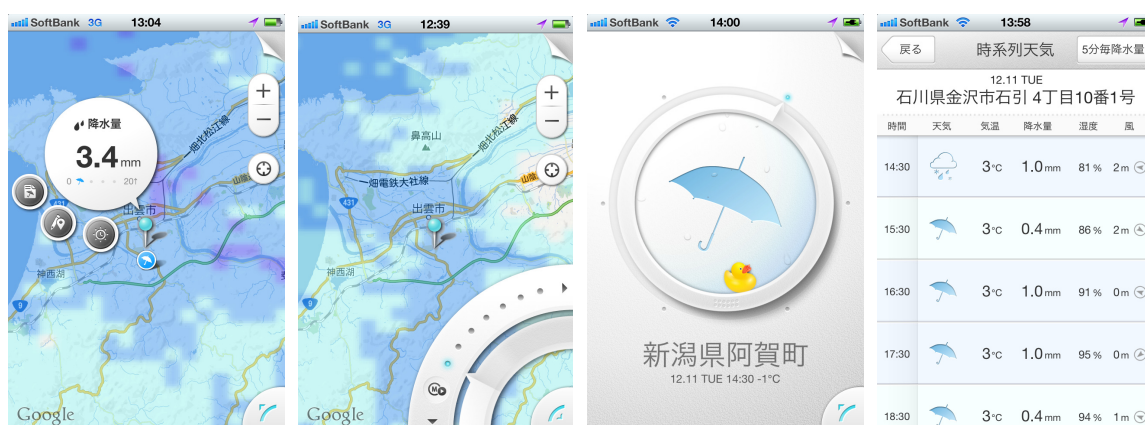 SoftBank 3G 13:04
降水量
3.4mm
0 20↑
一畑北松江線
山陰
431
出雲市
神西湖
9
Google
SoftBank 3G 12:39
鼻高山
一畑北松江線
一畑電鉄大社線
山陰
431
出雲市
神西湖
9
M
Google
SoftBank 14:00
新潟県阿賀町
12.11 TUE 14:30 -1°C
SoftBank 13:58
戻る 時系列天気 5分毎降水量
12.11 TUE
石川県金沢市石引 4丁目10番1号
時間 天気 気温 降水量 湿度 風
14:30 3°C 1.0mm 81% 2m
15:30 3°C 0.4mm 86% 2m
16:30 3°C 1.0mm 91% 0m
17:30 3°C 1.0mm 95% 0m
18:30 3°C 0.4mm 94% 1m